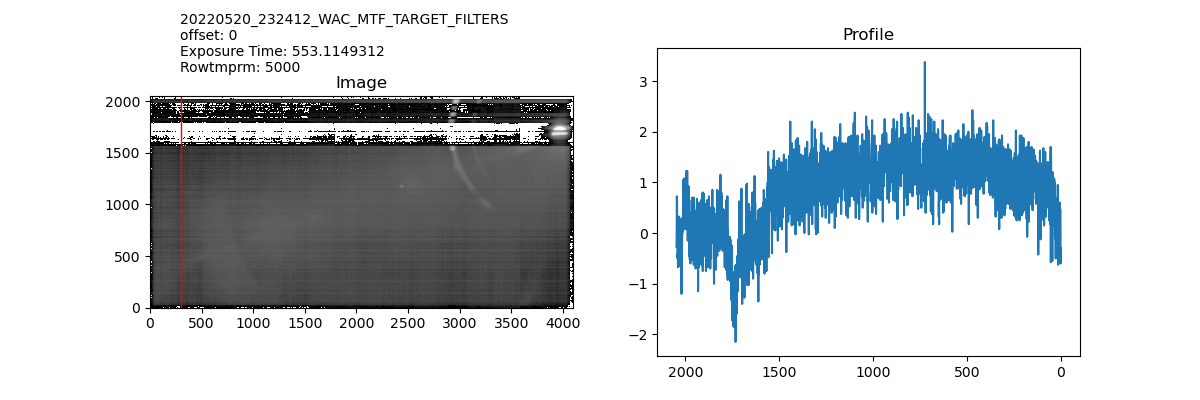 20220520_232412_WAC_MTF_TARGET_FILTERS
offset: 0
Exposure Time: 553.1149312
Rowtmprm: 5000
Image
2000
1500
1000
500
0
0 500 1000 1500 2000 2500 3000 3500 4000
Profile
3
2
1
0
−1
−2
2000 1500 1000 500 0